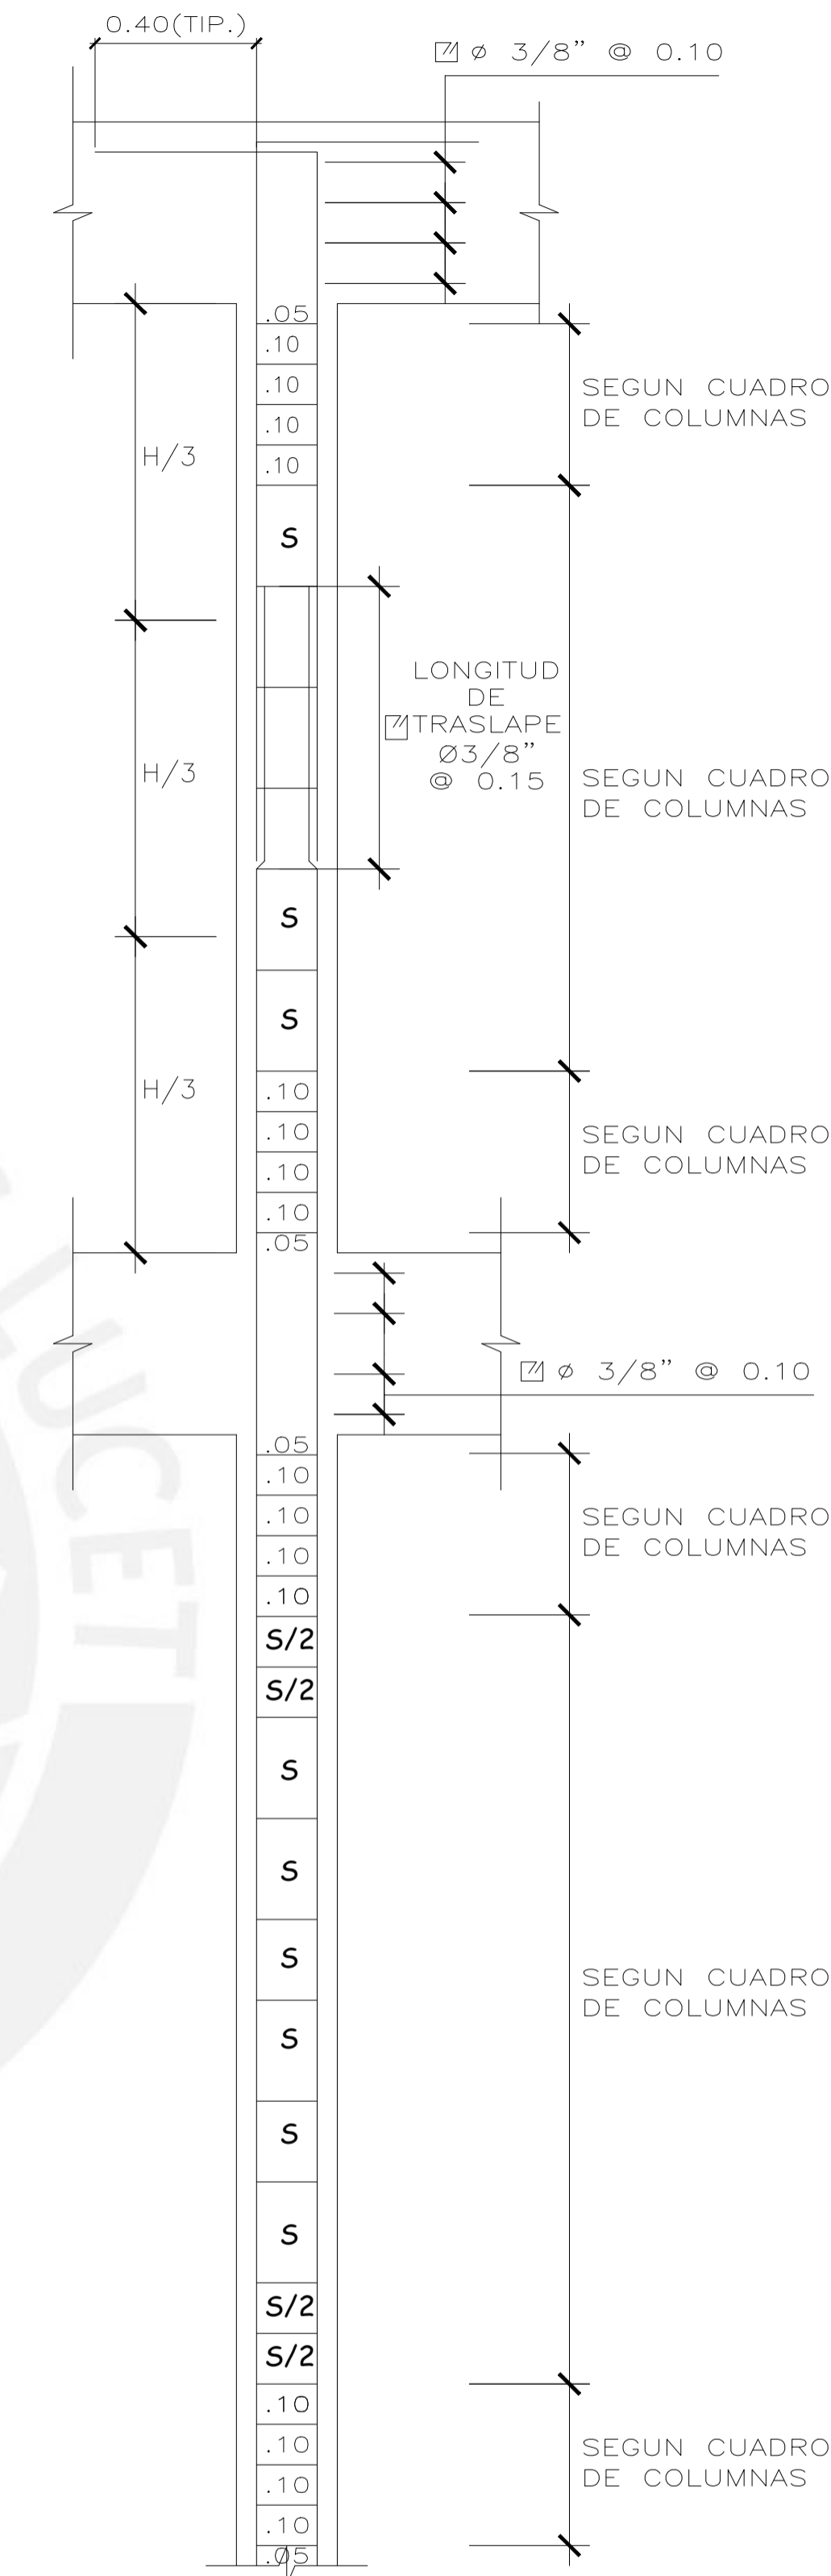 0.40(TIP.)
ø 3/8" @ 0.10
.05
.10
.10
.10
.10
S
H/3
SEGUN CUADRO
DE COLUMNAS
LONGITUD
DE
TRASLAPE
Ø3/8"
@ 0.15
H/3
SEGUN CUADRO
DE COLUMNAS
S
S
H/3
.10
.10
.10
.10
.05
SEGUN CUADRO
DE COLUMNAS
ø 3/8" @ 0.10
.05
.10
.10
.10
.10
SEGUN CUADRO
DE COLUMNAS
S/2
S/2
S
S
S
S
S
S
S/2
S/2
SEGUN CUADRO
DE COLUMNAS
.10
.10
.10
.10
.05
SEGUN CUADRO
DE COLUMNAS
LUCET